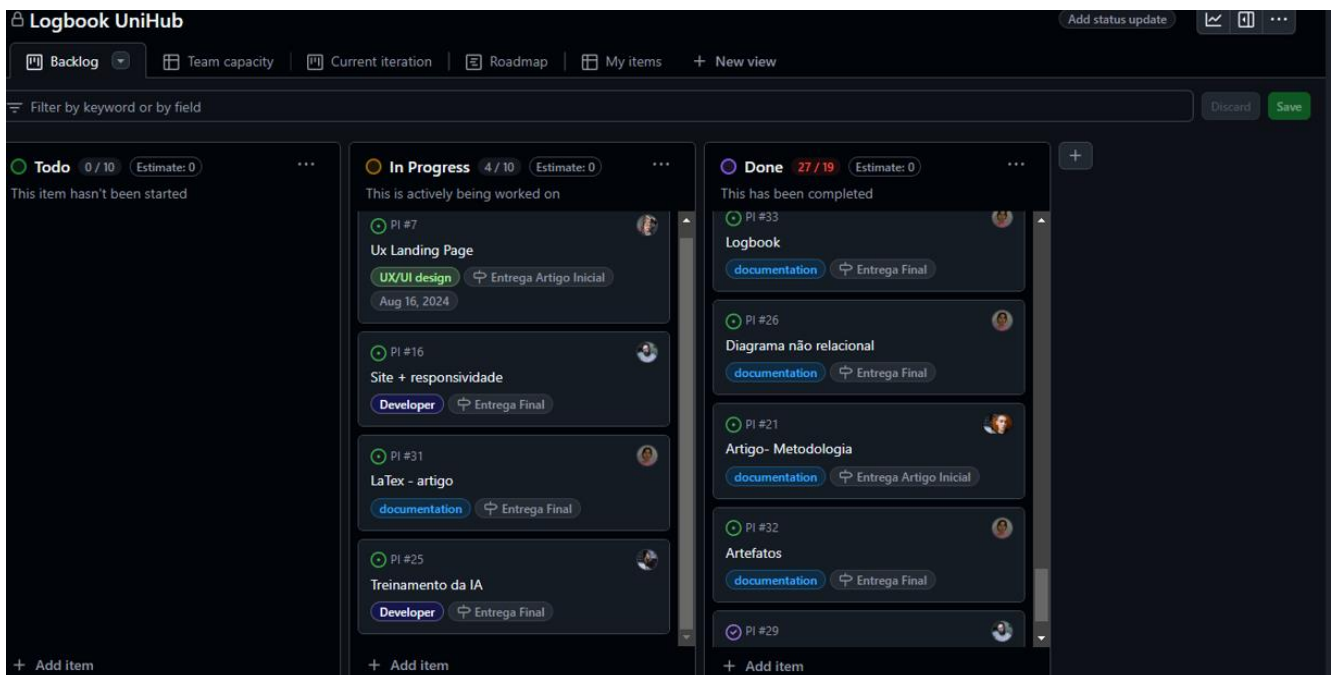 Logbook UniHub
Add status update
Backlog
Team capacity
Current iteration
Roadmap
My items
+ New view
Filter by keyword or by field
Discard
Save
Todo 0 / 10 Estimate: 0
This item hasn't been started
+ Add item
In Progress 4 / 10 Estimate: 0
This is actively being worked on
PI #7
Ux Landing Page
UX/UI design Entrega Artigo Inicial
Aug 16, 2024
PI #16
Site + responsividade
Developer Entrega Final
PI #31
LaTex - artigo
documentation Entrega Final
PI #25
Treinamento da IA
Developer Entrega Final
+ Add item
Done 27 / 19 Estimate: 0
This has been completed
PI #33
Logbook
documentation Entrega Final
PI #26
Diagrama não relacional
documentation Entrega Final
PI #21
Artigo- Metodologia
documentation Entrega Artigo Inicial
PI #32
Artefatos
documentation Entrega Final
PI #29
+ Add item